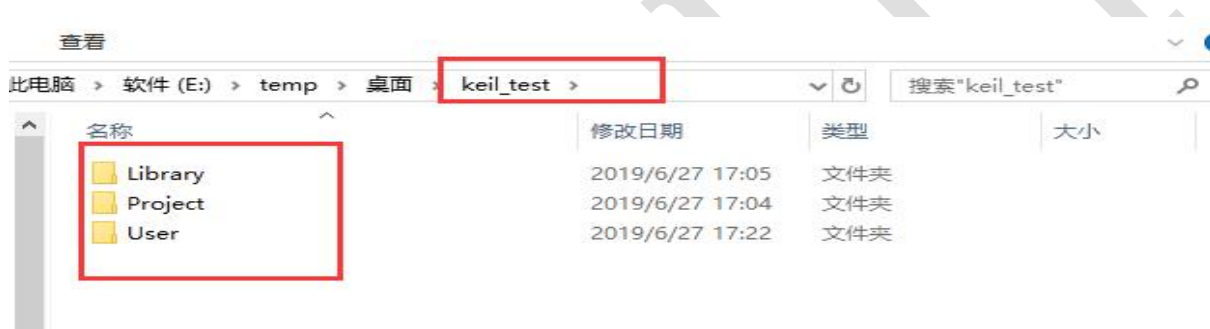 查看
此电脑 > 软件 (E:) > temp > 桌面 > keil_test > 搜索"keil_test"
名称 修改日期 类型 大小
Library 2019/6/27 17:05 文件夹
Project 2019/6/27 17:04 文件夹
User 2019/6/27 17:22 文件夹